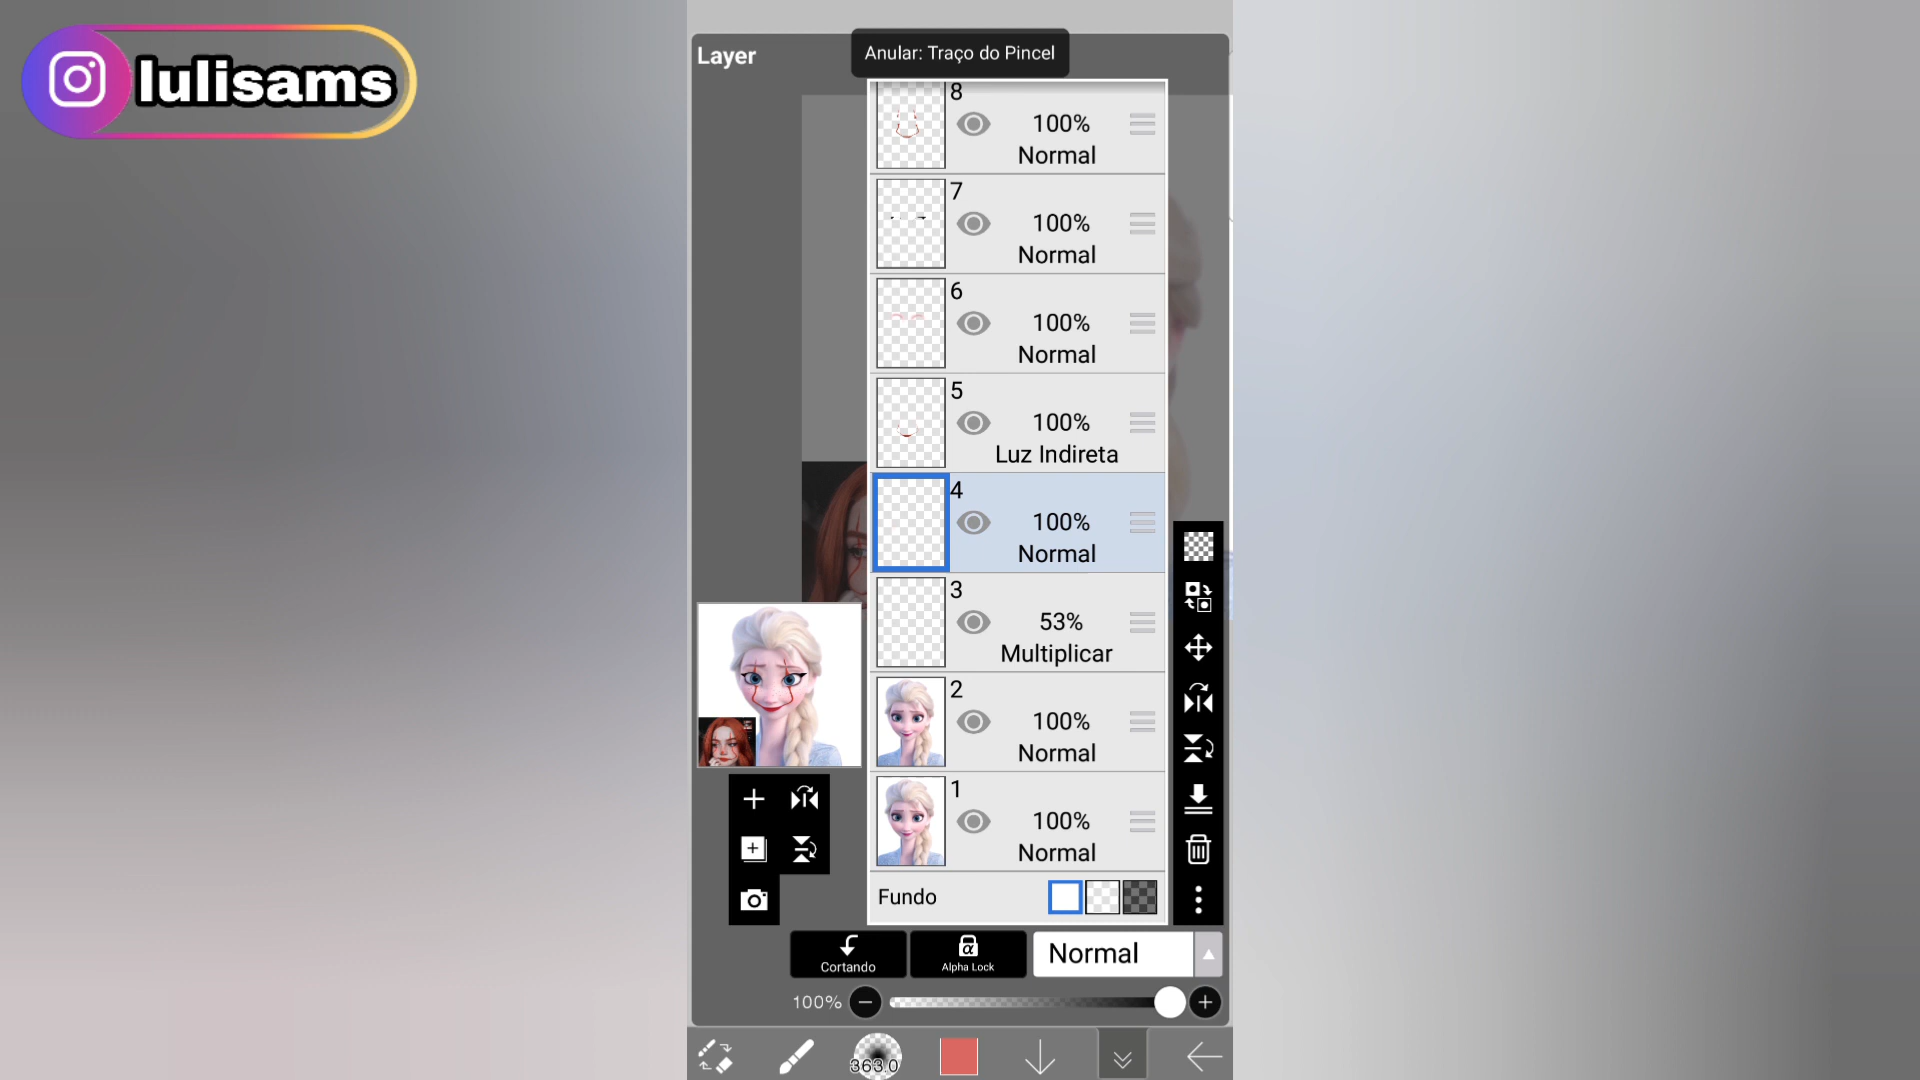 lulisams
Layer
Anular: Traço do Pincel
8
100%
Normal
7
100%
Normal
6
100%
Normal
5
100%
Luz Indireta
4
100%
Normal
3
53%
Multiplicar
2
100%
Normal
1
100%
Normal
Fundo
Cortando
α
Alpha Lock
Normal
100%
363.0